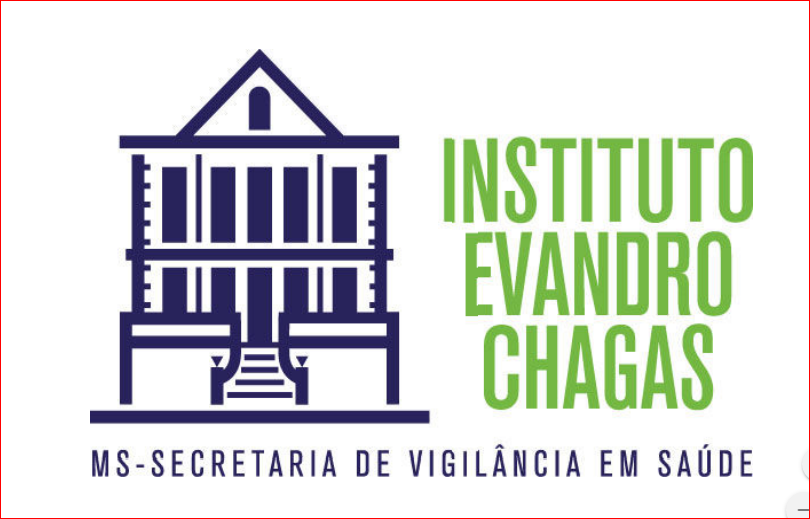 INSTITUTO
EVANDRO
CHAGAS
MS-SECRETARIA DE VIGILÂNCIA EM SAÚDE